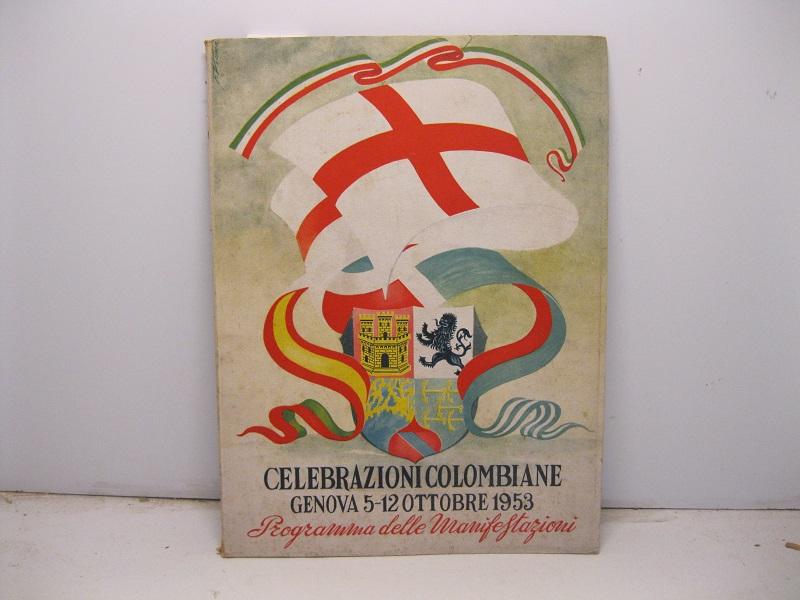 CELEBRAZIONI COLOMBIANE
GENOVA 5-12 OTTOBRE 1953
Programma delle Manifestazioni